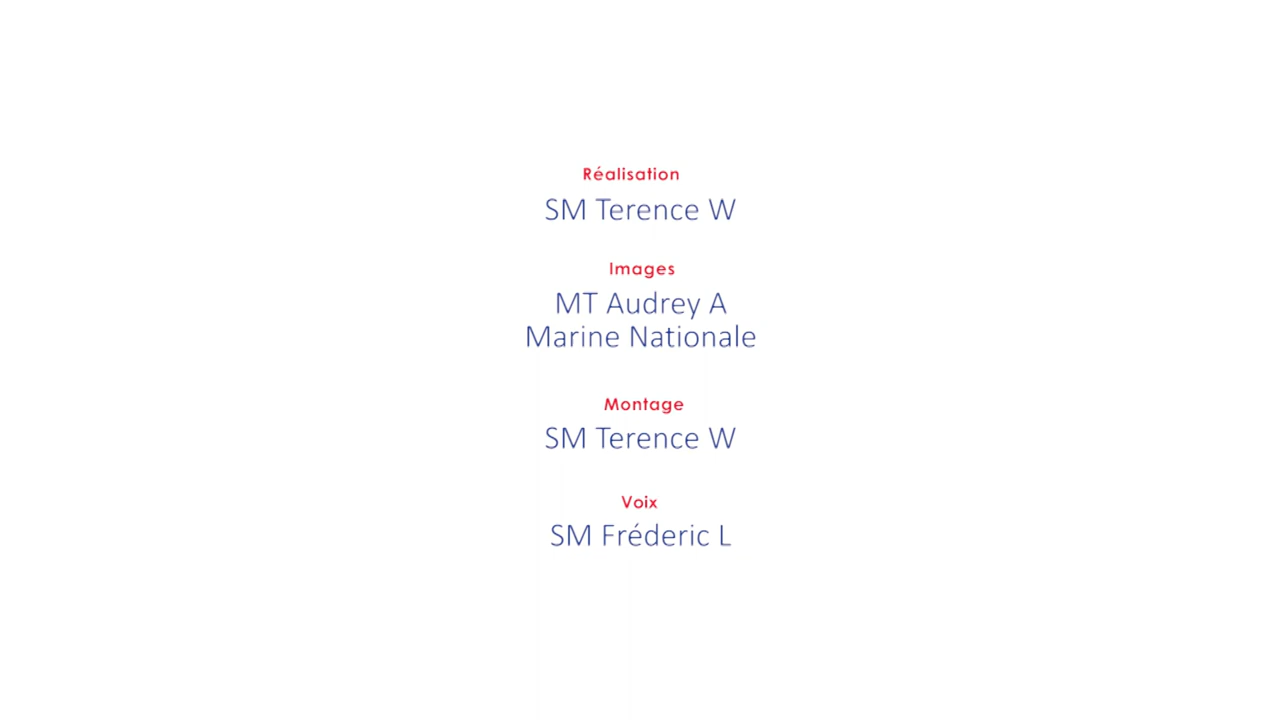 Réalisation
SM Terence W
Images
MT Audrey A
Marine Nationale
Montage
SM Terence W
Voix
SM Fréderic L